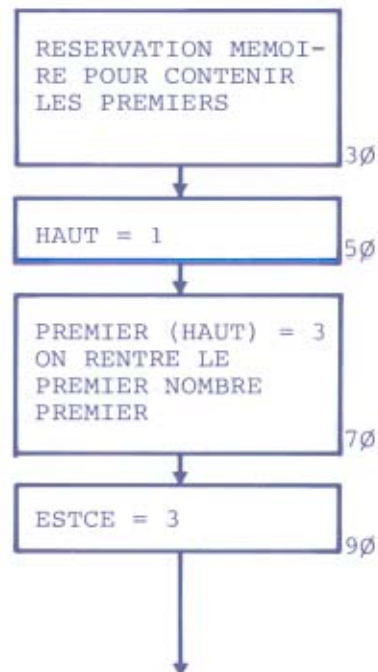 RESERVATION MEMOI-
RE POUR CONTENIR
LES PREMIERS
3Ø
HAUT = 1
5Ø
PREMIER (HAUT) = 3
ON RENTRE LE
PREMIER NOMBRE
PREMIER
7Ø
ESTCE = 3
9Ø